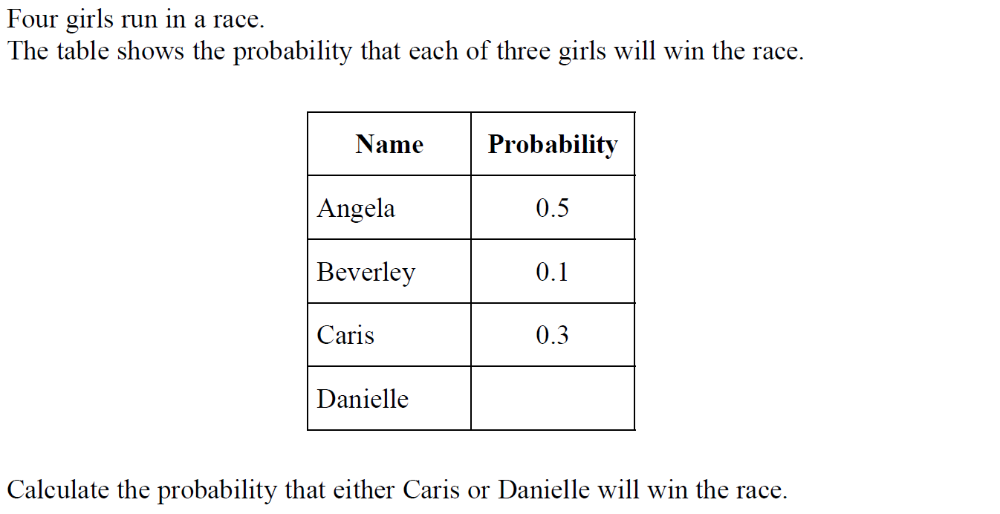 Four girls run in a race.
The table shows the probability that each of three girls will win the race.
Name Probability
Angela 0.5
Beverley 0.1
Caris 0.3
Danielle
Calculate the probability that either Caris or Danielle will win the race.